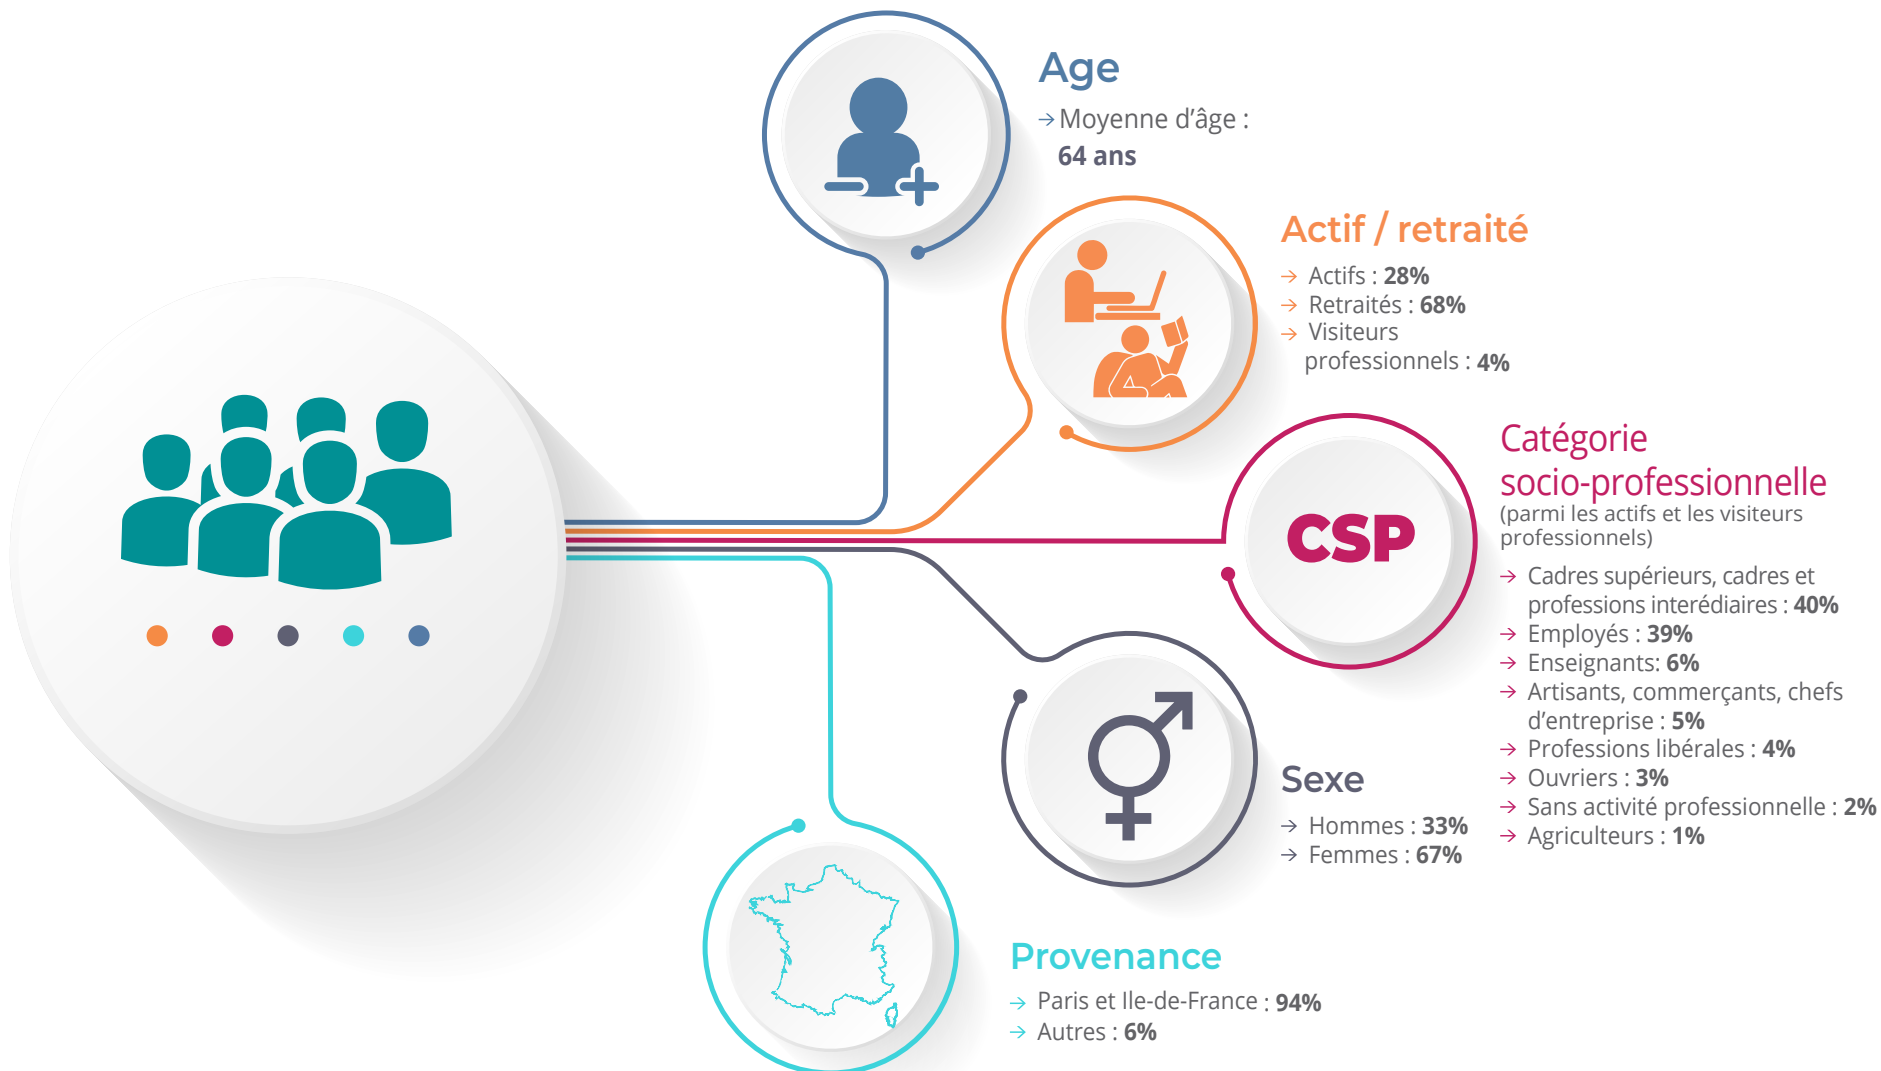 Age
→ Moyenne d'âge :
64 ans
Actif / retraité
→ Actifs : 28%
→ Retraités : 68%
→ Visiteurs
professionnels : 4%
CSP
Catégorie
socio-professionnelle
(parmi les actifs et les visiteurs
professionnels)
→ Cadres supérieurs, cadres et
professions interédiaires : 40%
→ Employés : 39%
→ Enseignants: 6%
→ Artisants, commerçants, chefs
d'entreprise : 5%
→ Professions libérales : 4%
→ Ouvriers : 3%
→ Sans activité professionnelle : 2%
→ Agriculteurs : 1%
Sexe
→ Hommes : 33%
→ Femmes : 67%
Provenance
→ Paris et Ile-de-France : 94%
→ Autres : 6%